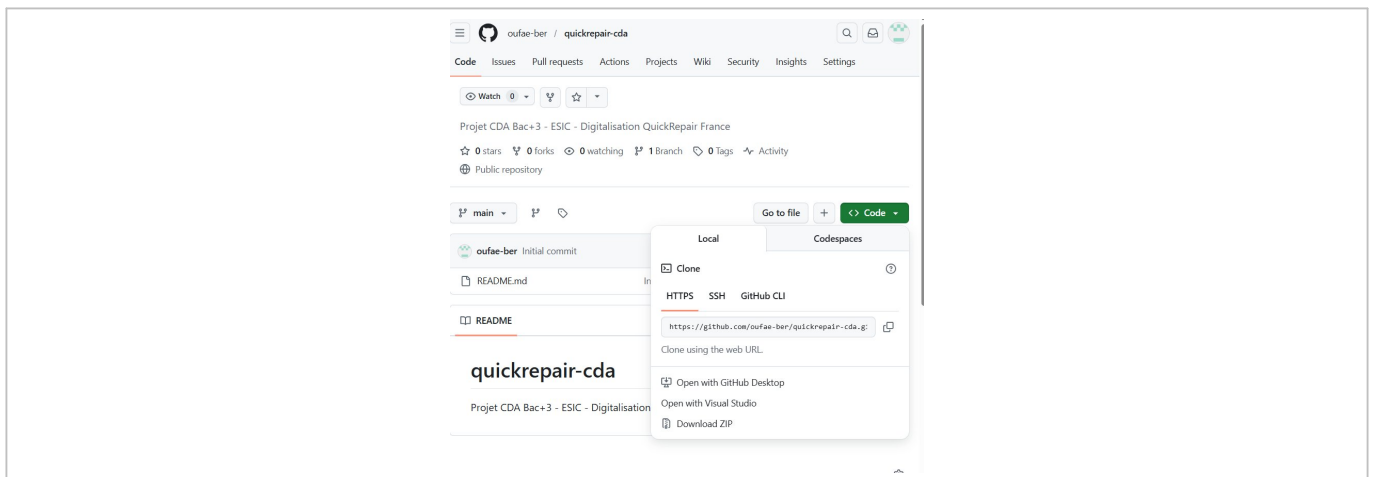 oufae-ber / quickrepair-cda
Code Issues Pull requests Actions Projects Wiki Security Insights Settings
Watch 0
Projet CDA Bac+3 - ESIC - Digitalisation QuickRepair France
0 stars 0 forks 0 watching 1 Branch 0 Tags Activity
Public repository
main Go to file Code
Local Codespaces
oufae-ber Initial commit
Clone
README.md In
HTTPS SSH GitHub CLI
README
https://github.com/oufae-ber/quickrepair-cda.gi
Clone using the web URL.
quickrepair-cda
Open with GitHub Desktop
Projet CDA Bac+3 - ESIC - Digitalisation
Open with Visual Studio
Download ZIP